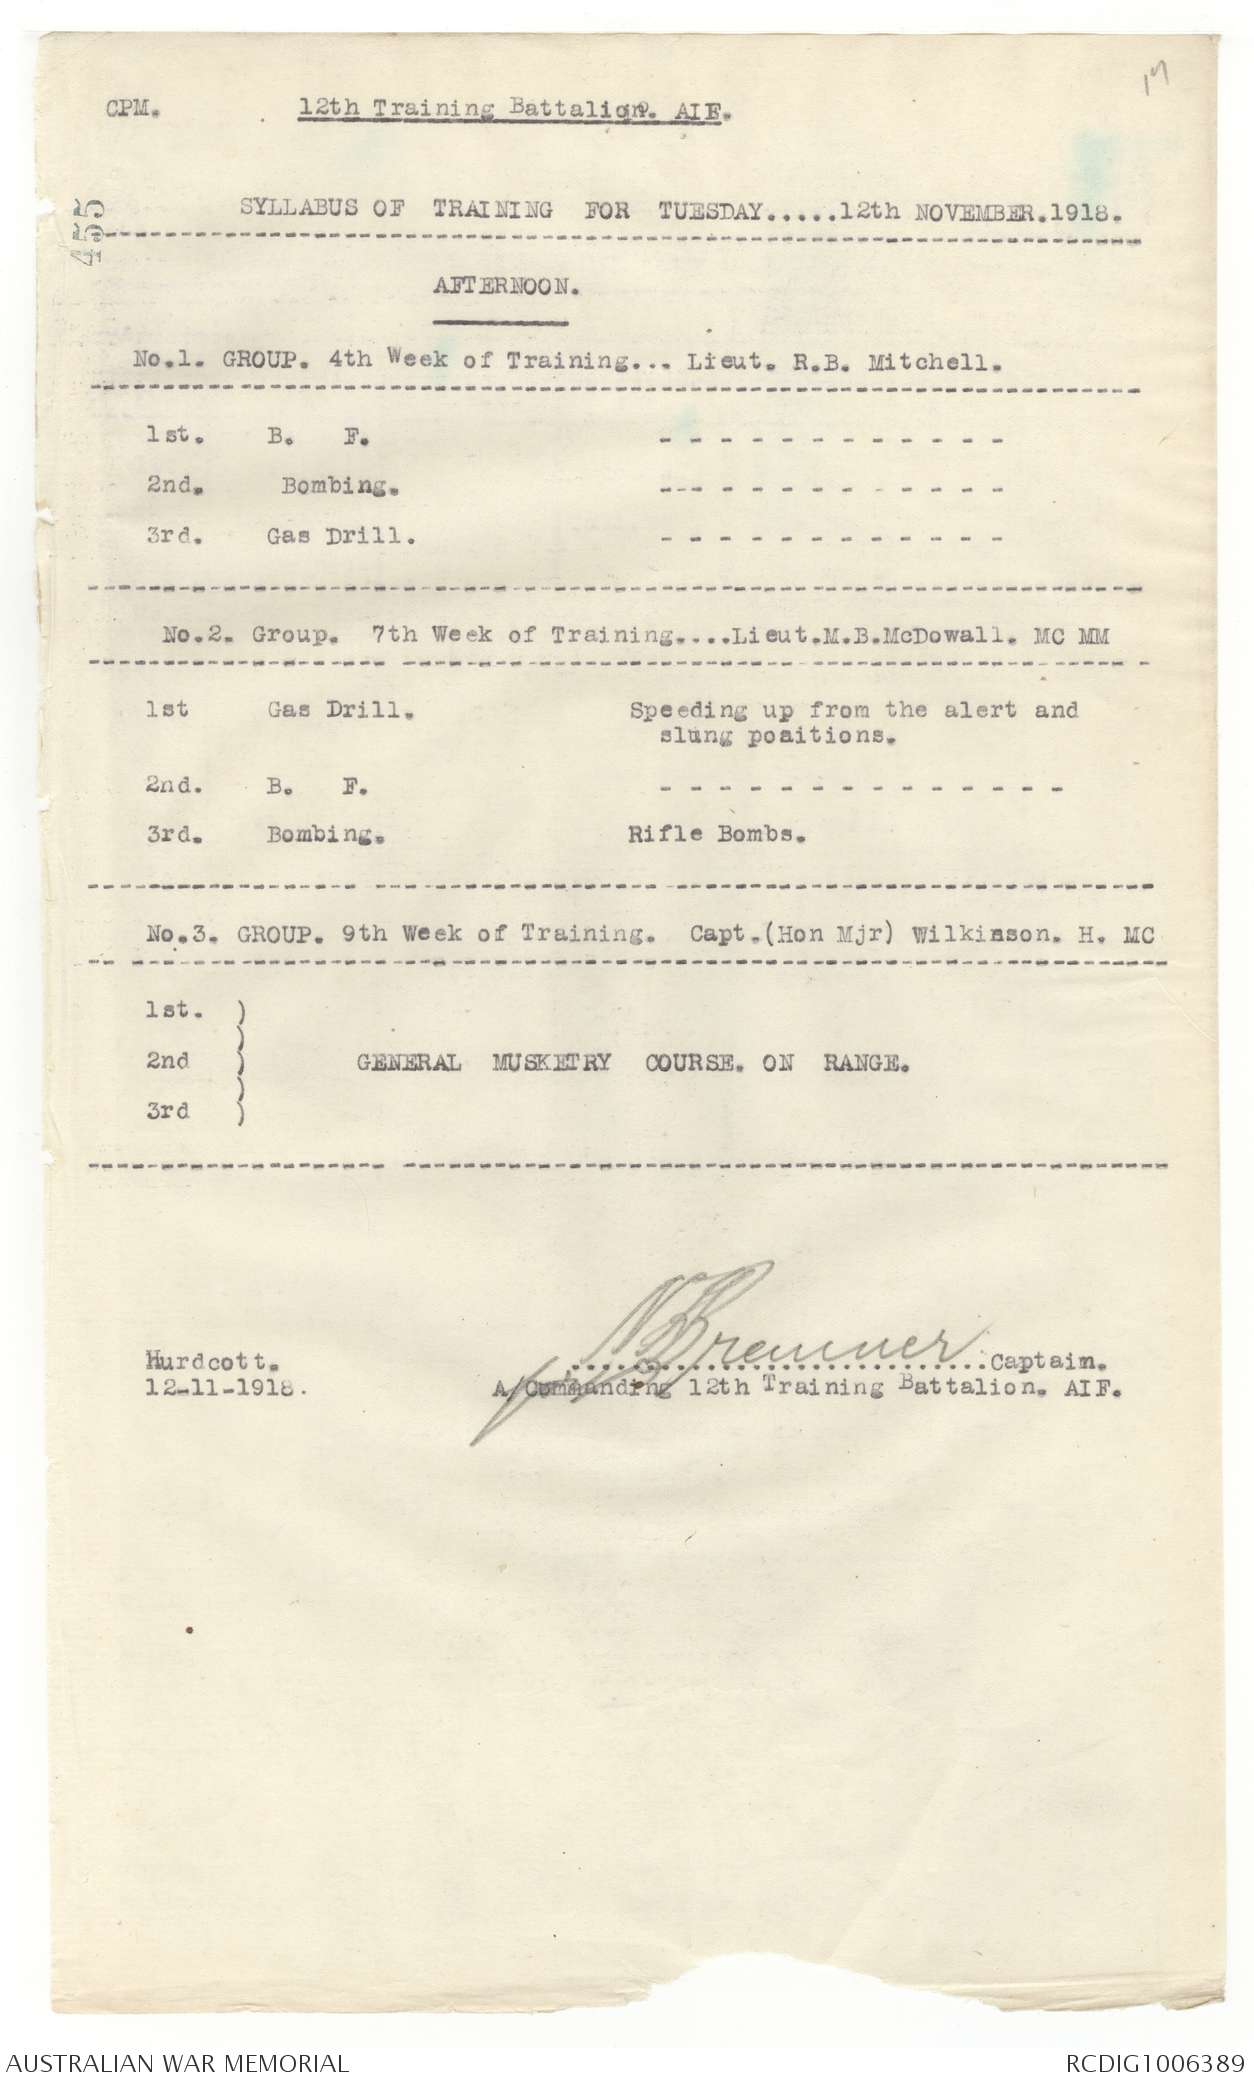 17
CPM. 12th Training Battalion. AIF.
455
SYLLABUS OF TRAINING FOR TUESDAY.....12th NOVEMBER.1918.
AFTERNOON.
No.1. GROUP. 4th Week of Training... Lieut. R.B. Mitchell.
1st. B. F. - - - - - - - - - - - -
2nd. Bombing. - - - - - - - - - - - -
3rd. Gas Drill. - - - - - - - - - - - -
No.2. Group. 7th Week of Training....Lieut.M.B.McDowall. MC MM
1st Gas Drill. Speeding up from the alert and
slung positions.
2nd. B. F. - - - - - - - - - - - - - -
3rd. Bombing. Rifle Bombs.
No.3. GROUP. 9th Week of Training. Capt.(Hon Mjr) Wilkinson. H. MC
1st. )
2nd ) GENERAL MUSKETRY COURSE. ON RANGE.
3rd )
N Bremner
Hurdcott. ............................Captain.
12-11-1918. A/Commanding 12th Training Battalion. AIF.
AUSTRALIAN WAR MEMORIAL RCDIG1006389